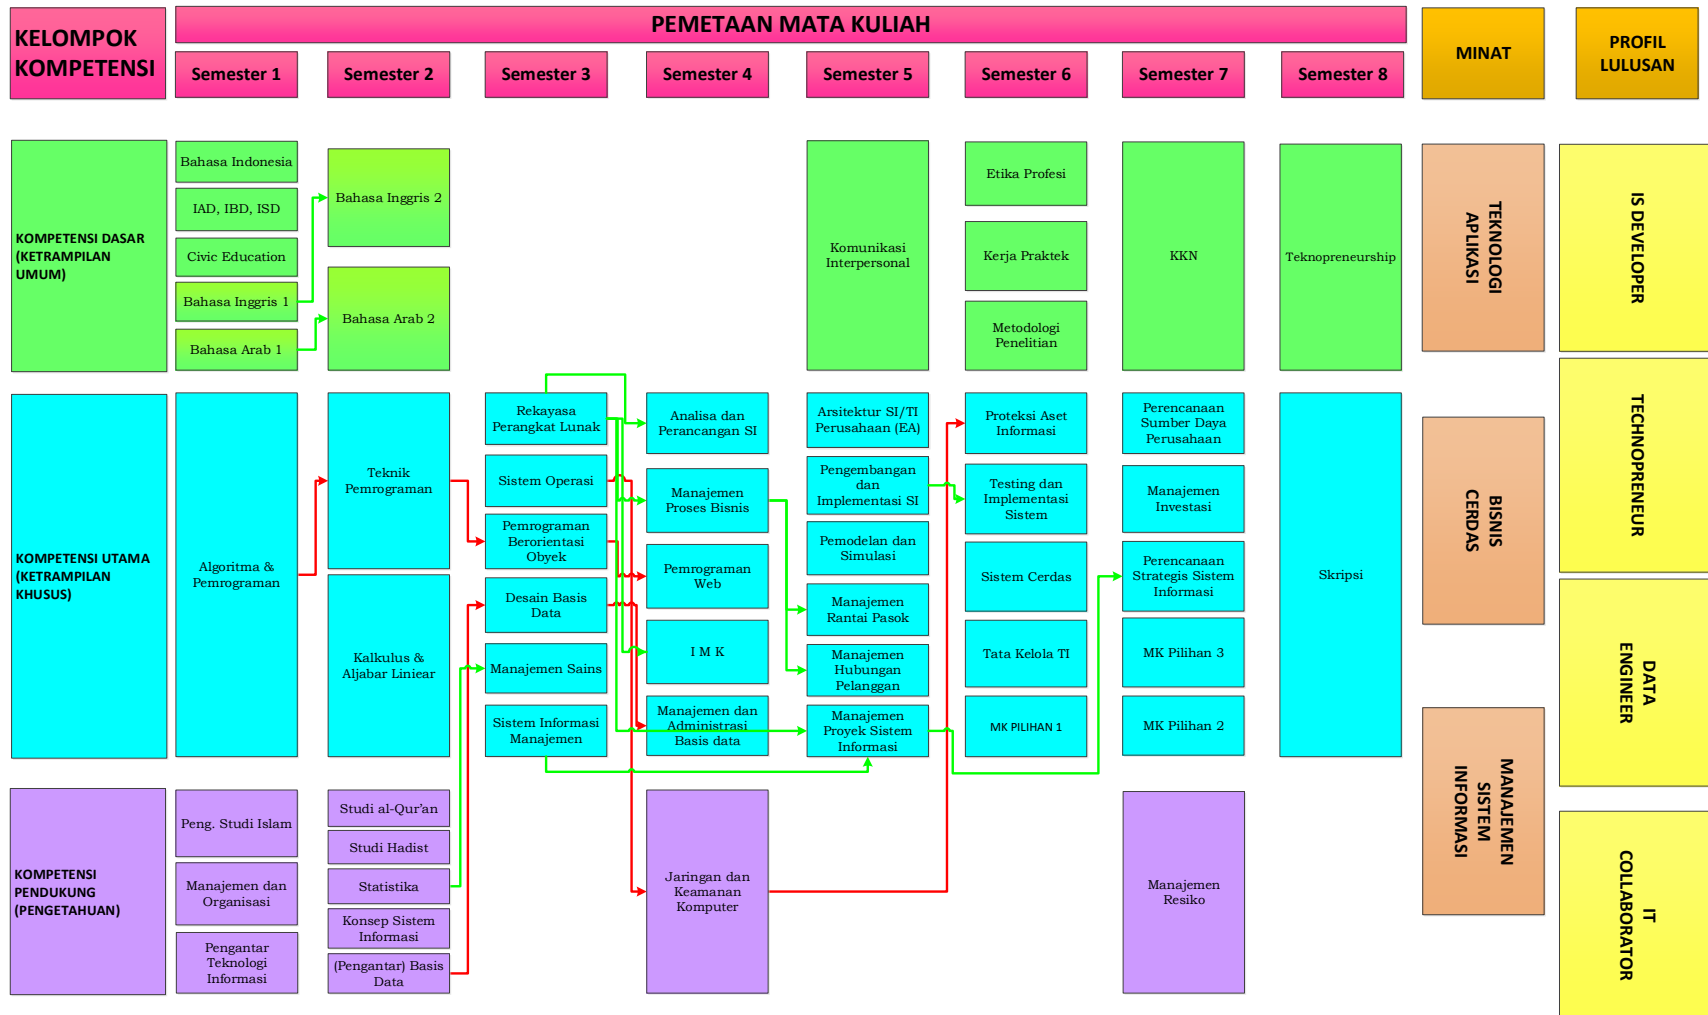 KELOMPOK
KOMPETENSI
PEMETAAN MATA KULIAH
Semester 1
Semester 2
Semester 3
Semester 4
Semester 5
Semester 6
Semester 7
Semester 8
MINAT
PROFIL
LULUSAN
KOMPETENSI DASAR
(KETRAMPILAN
UMUM)
Bahasa Indonesia
IAD, IBD, ISD
Civic Education
Bahasa Inggris 1
Bahasa Arab 1
Bahasa Inggris 2
Bahasa Arab 2
Komunikasi
Interpersonal
Etika Profesi
Kerja Praktek
Metodologi
Penelitian
KKN
Teknopreneurship
KOMPETENSI UTAMA
(KETRAMPILAN
KHUSUS)
Algoritma &
Pemrograman
Teknik
Pemrograman
Kalkulus &
Aljabar Liniear
Rekayasa
Perangkat Lunak
Sistem Operasi
Pemrograman
Berorientasi
Obyek
Desain Basis
Data
Manajemen Sains
Sistem Informasi
Manajemen
Analisa dan
Perancangan SI
Manajemen
Proses Bisnis
Pemrograman
Web
I M K
Manajemen dan
Administrasi
Basis data
Arsitektur SI/TI
Perusahaan (EA)
Pengembangan
dan
Implementasi SI
Pemodelan dan
Simulasi
Manajemen
Rantai Pasok
Manajemen
Hubungan
Pelanggan
Manajemen
Proyek Sistem
Informasi
Proteksi Aset
Informasi
Testing dan
Implementasi
Sistem
Sistem Cerdas
Tata Kelola TI
MK PILIHAN 1
Perencanaan
Sumber Daya
Perusahaan
Manajemen
Investasi
Perencanaan
Strategis Sistem
Informasi
MK Pilihan 3
MK Pilihan 2
Skripsi
KOMPETENSI
PENDUKUNG
(PENGETAHUAN)
Peng. Studi Islam
Manajemen dan
Organisasi
Pengantar
Teknologi
Informasi
Studi al-Qur’an
Studi Hadist
Statistika
Konsep Sistem
Informasi
(Pengantar) Basis
Data
Jaringan dan
Keamanan
Komputer
Manajemen
Resiko
TEKNOLOGI
APLIKASI
BISNIS
CERDAS
MANAJEMEN
SISTEM
INFORMASI
IS DEVELOPER
TECHNOPRENEUR
DATA
ENGINEER
IT
COLLABORATOR